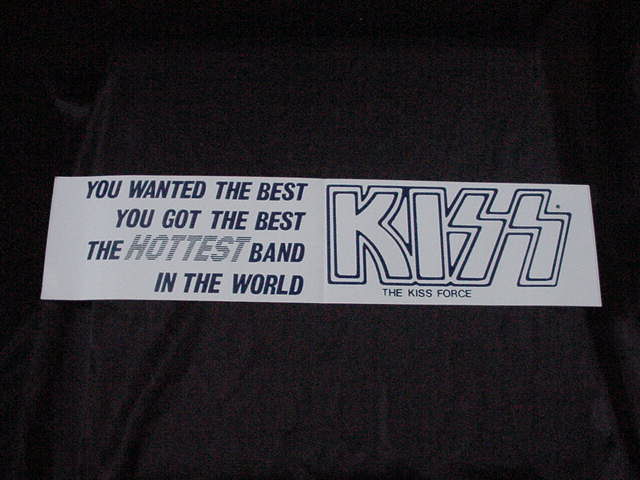 YOU WANTED THE BEST
YOU GOT THE BEST
THE HOTTEST BAND
IN THE WORLD
KISS
THE KISS FORCE